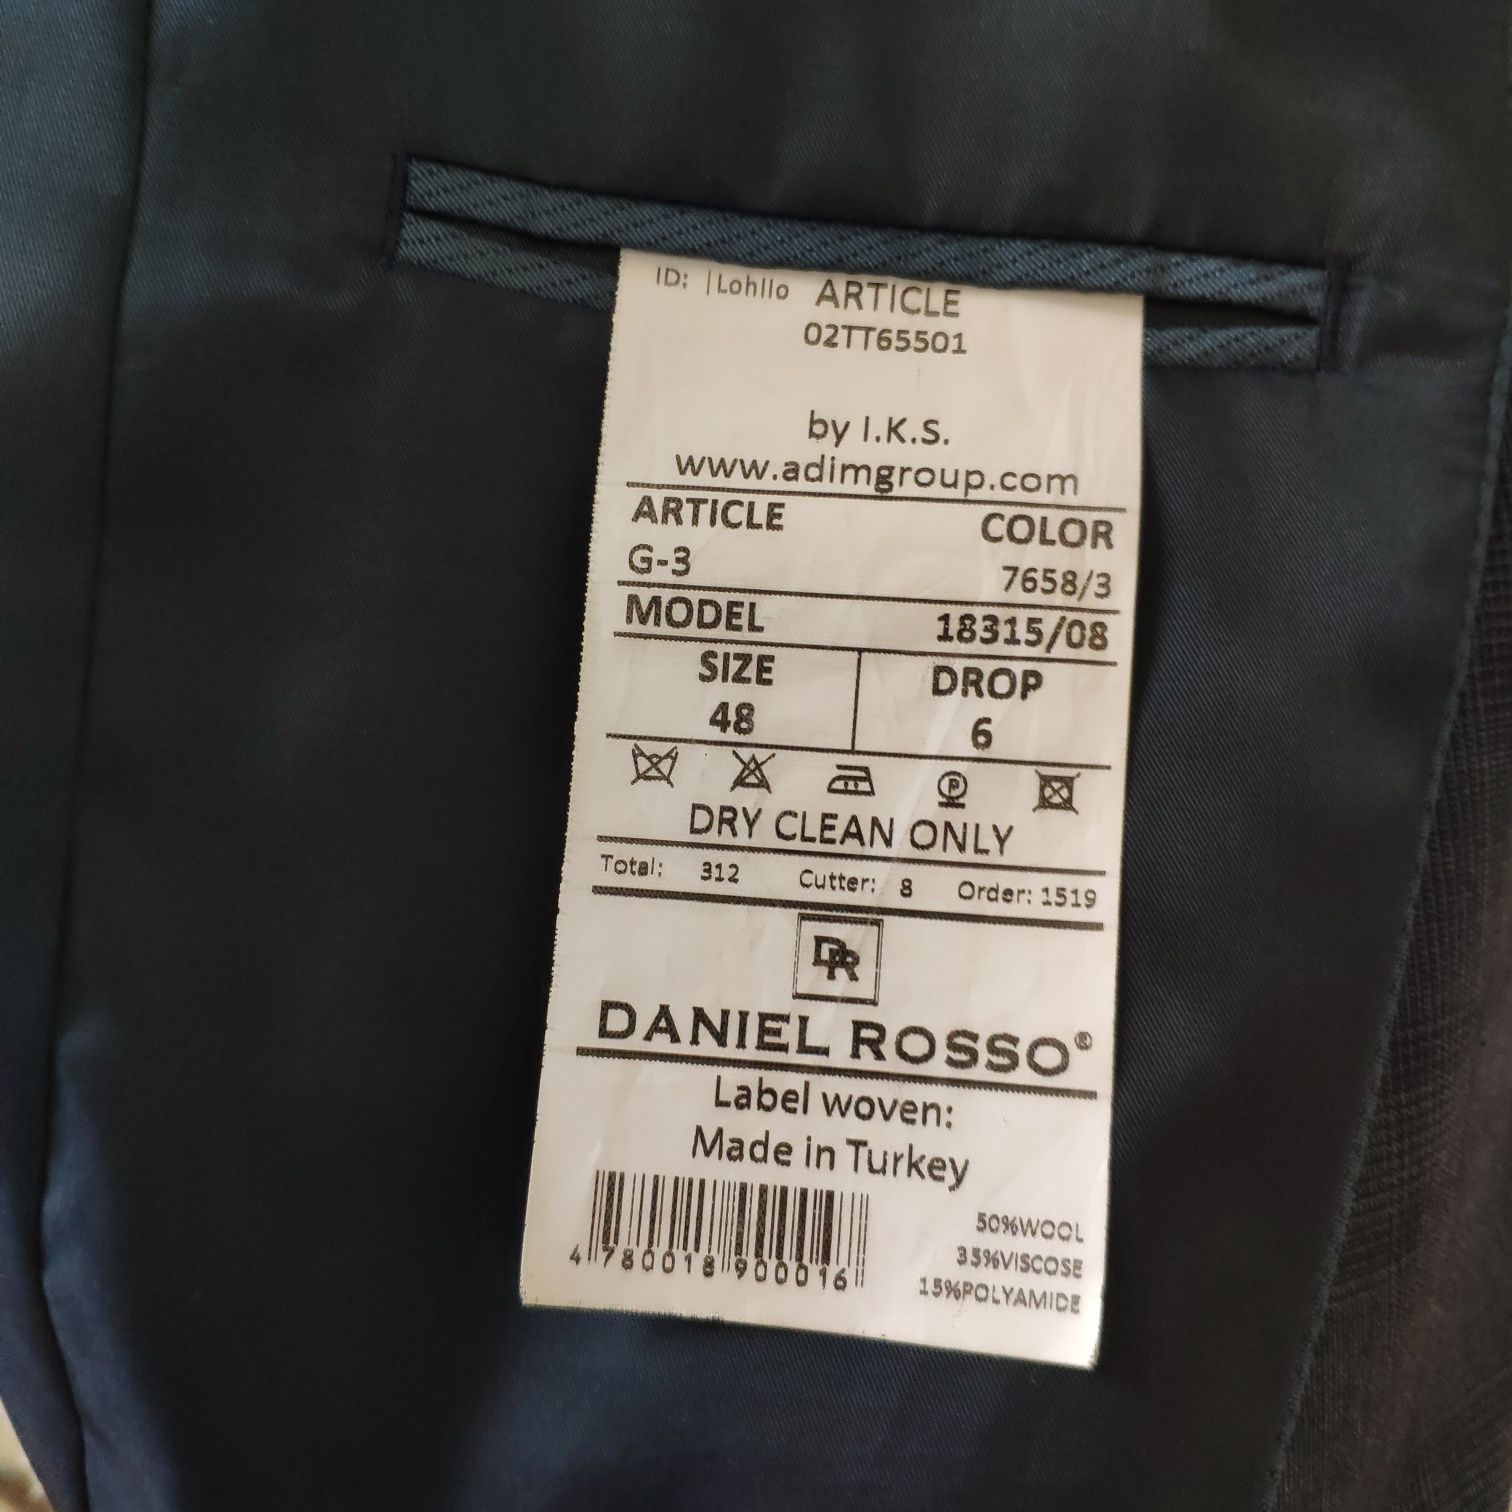 ID: |Lohllo ARTICLE
02TT65501
by I.K.S.
www.adimgroup.com
ARTICLE COLOR
G-3 7658/3
MODEL 18315/08
SIZE DROP
48 6
P
DRY CLEAN ONLY
Total: 312 Cutter: 8 Order: 1519
DR
DANIEL ROSSO®
Label woven:
Made in Turkey
50%WOOL
35%VISCOSE
15%POLYAMIDE
4 780018 900016